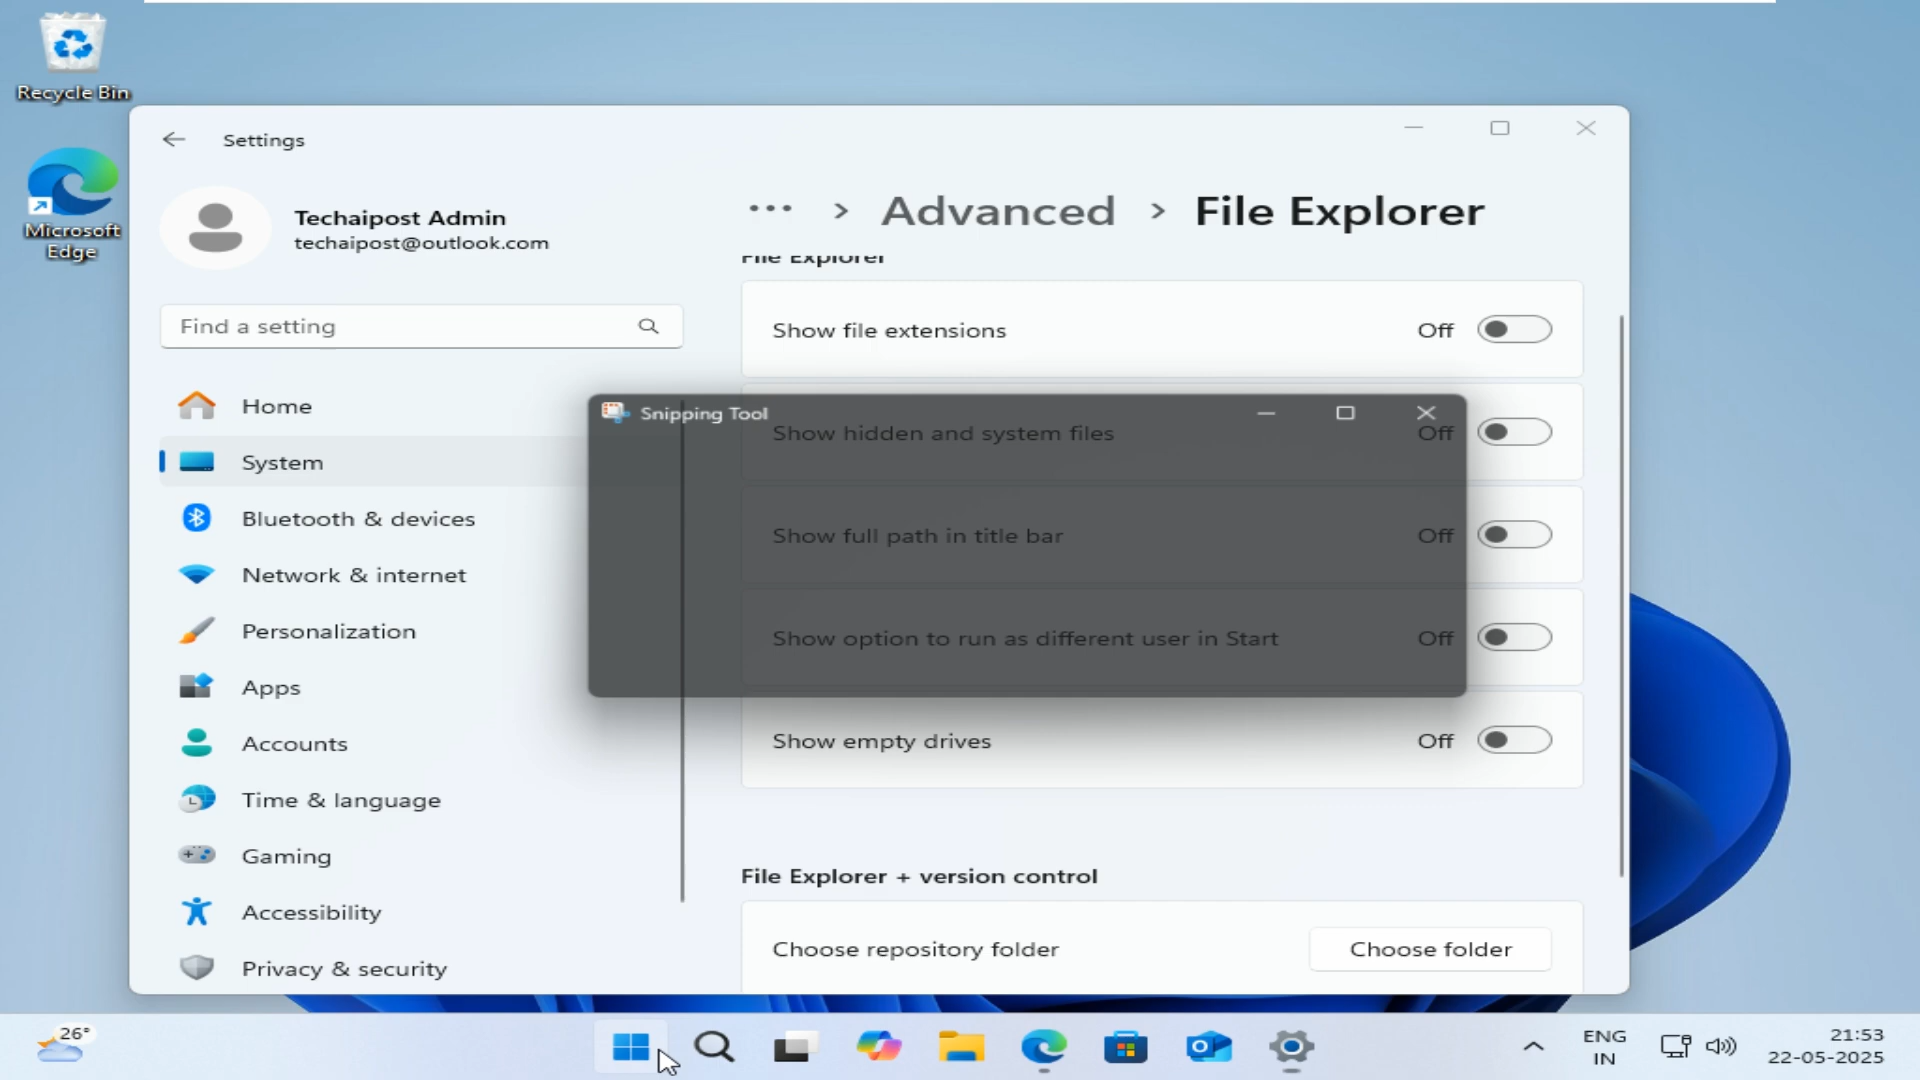 Recycle Bin
Microsoft
Edge
Settings
Techaipost Admin
techaipost@outlook.com
Find a setting
Home
System
Bluetooth & devices
Network & internet
Personalization
Apps
Accounts
Time & language
Gaming
Accessibility
Privacy & security
... > Advanced > File Explorer
File Explorer
Show file extensions Off
Snipping Tool
Show hidden and system files Off
Show full path in title bar Off
Show option to run as different user in Start Off
Show empty drives Off
File Explorer + version control
Choose repository folder Choose folder
26°
ENG
IN
21:53
22-05-2025